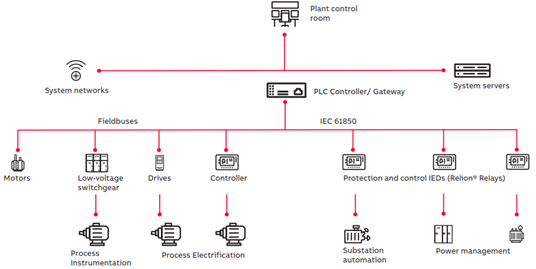 Plant control
room
System networks
System servers
PLC Controller/ Gateway
Fieldbuses
IEC 61850
Motors
Low-voltage
switchgear
Drives
Controller
Protection and control IEDs (Relion® Relays)
Process
Instrumentation
Process Electrification
Substation
automation
Power management